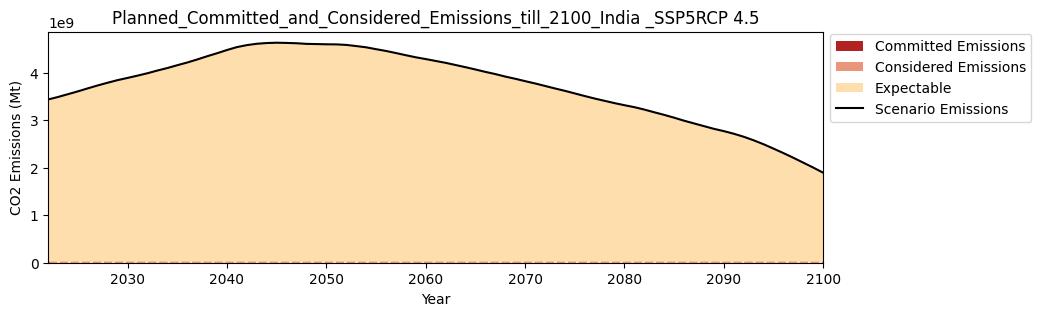 Planned_Committed_and_Considered_Emissions_till_2100_India _SSP5RCP 4.5
1e9
4
3
2
1
0
CO2 Emissions (Mt)
2030 2040 2050 2060 2070 2080 2090 2100
Year
Committed Emissions
Considered Emissions
Expectable
Scenario Emissions